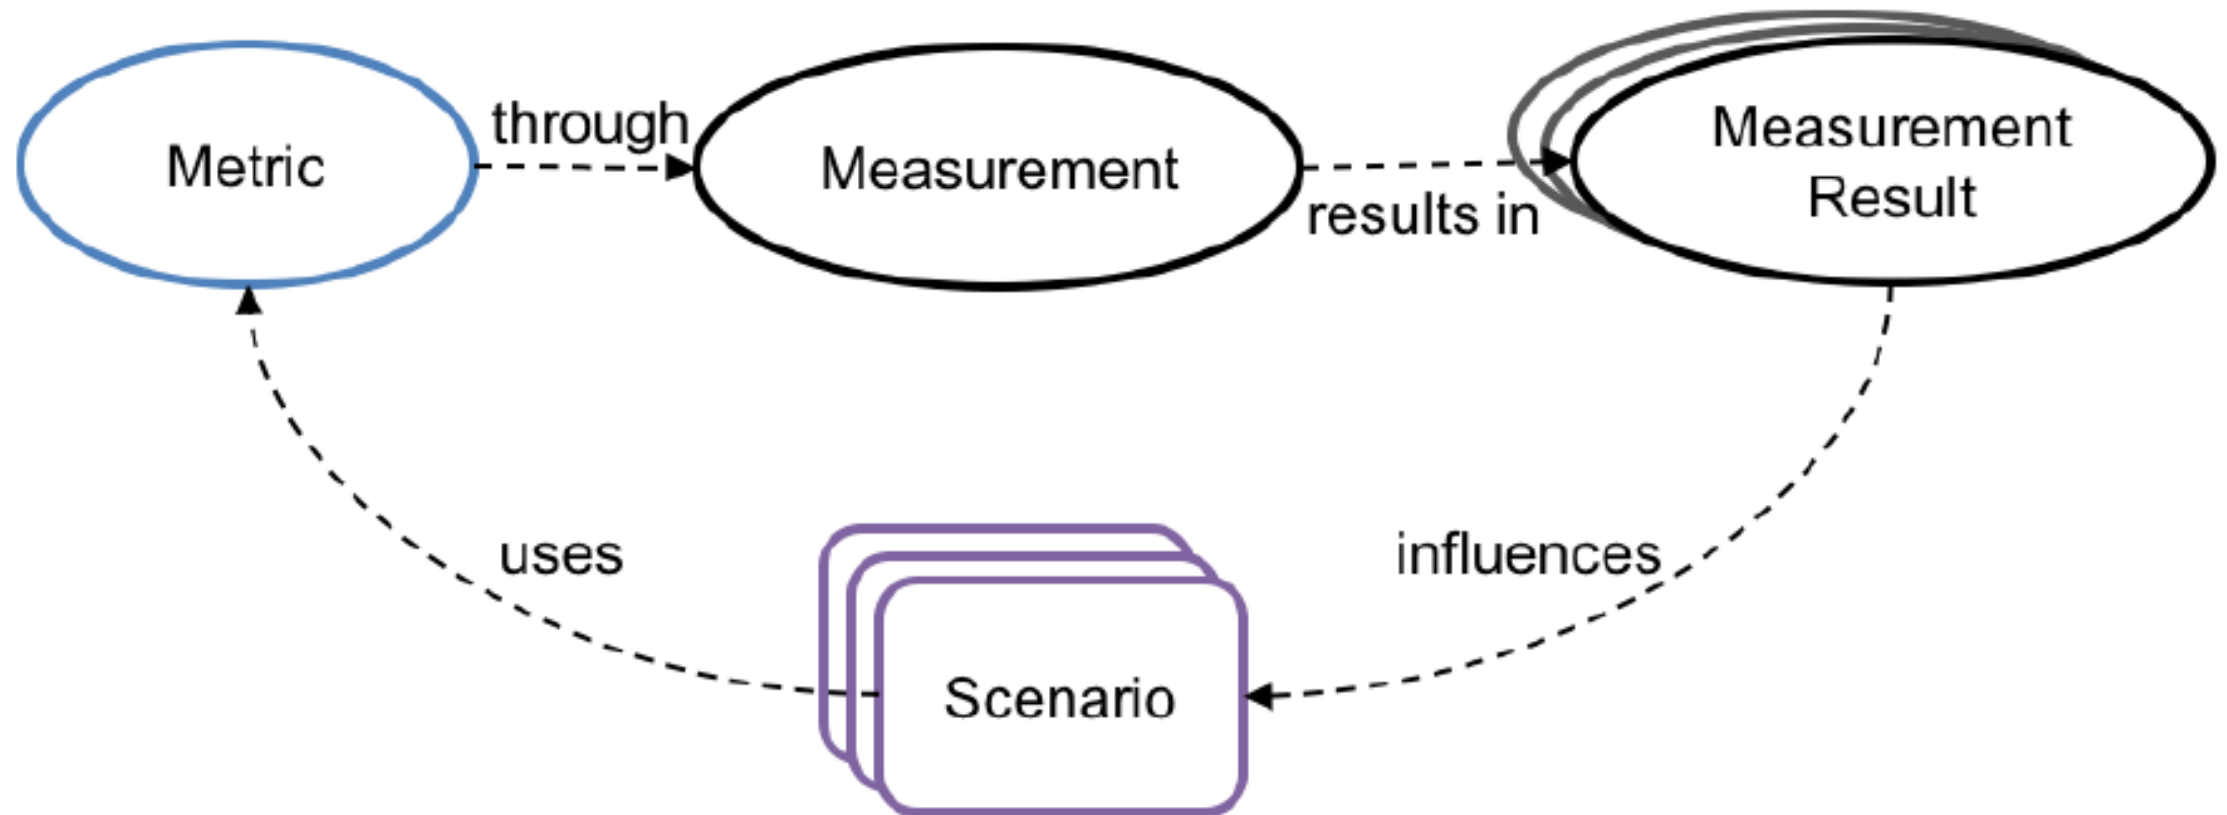 Metric
through
Measurement
results in
Measurement
Result
uses
influences
Scenario